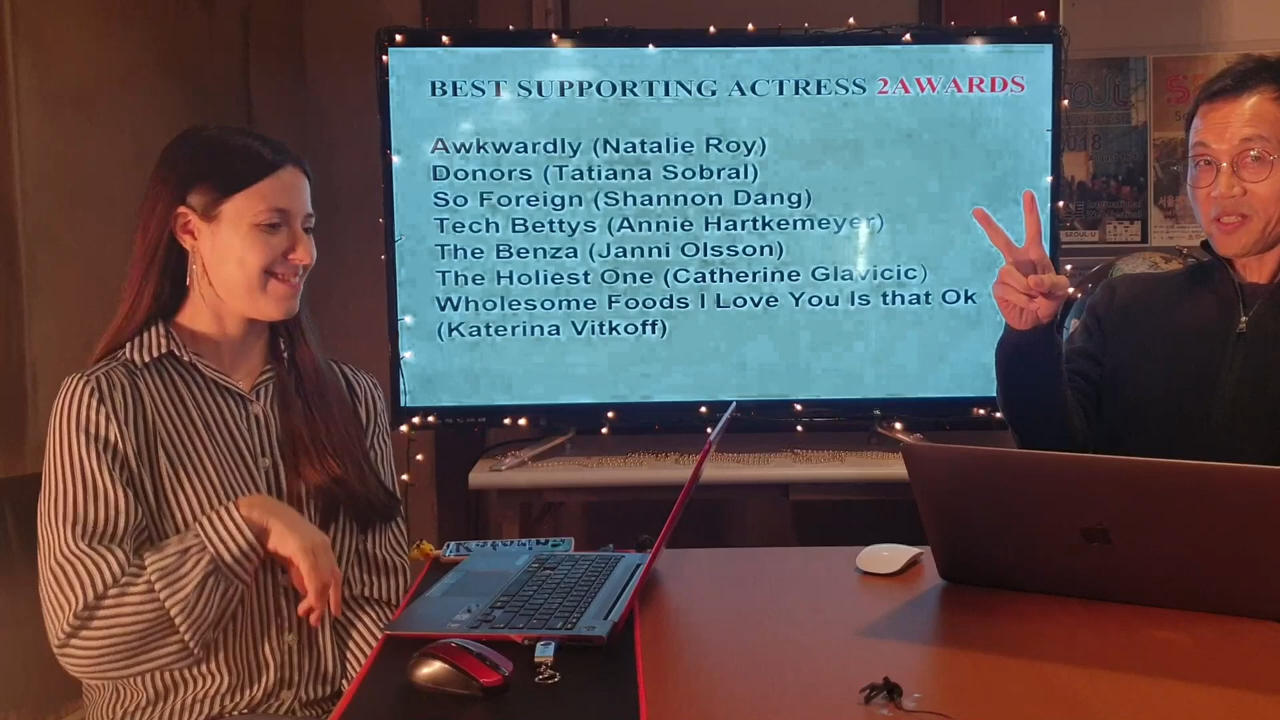 BEST SUPPORTING ACTRESS 2AWARDS
Awkwardly (Natalie Roy)
Donors (Tatiana Sobral)
So Foreign (Shannon Dang)
Tech Bettys (Annie Hartkemeyer)
The Benza (Janni Olsson)
The Holiest One (Catherine Glavicic)
Wholesome Foods I Love You Is that Ok
(Katerina Vitkoff)